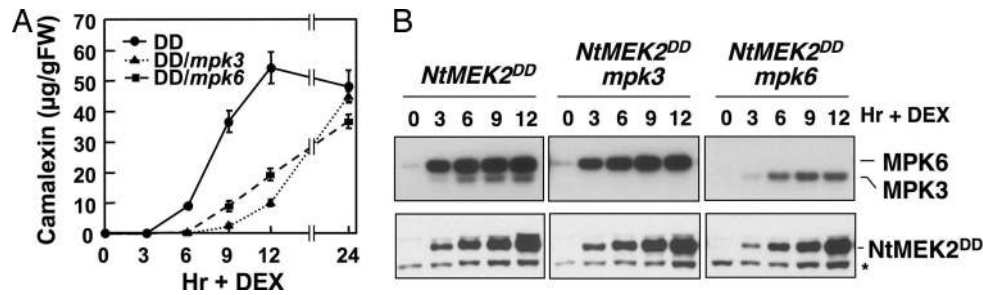 A
Camalexin (µg/gFW)
70
60
50
40
30
20
10
0
DD
DD/mpk3
DD/mpk6
0 3 6 9 12 24
Hr + DEX
B
NtMEK2DD
NtMEK2DD mpk3
NtMEK2DD mpk6
0 3 6 9 12 0 3 6 9 12 0 3 6 9 12 Hr + DEX
MPK6
MPK3
NtMEK2DD
*